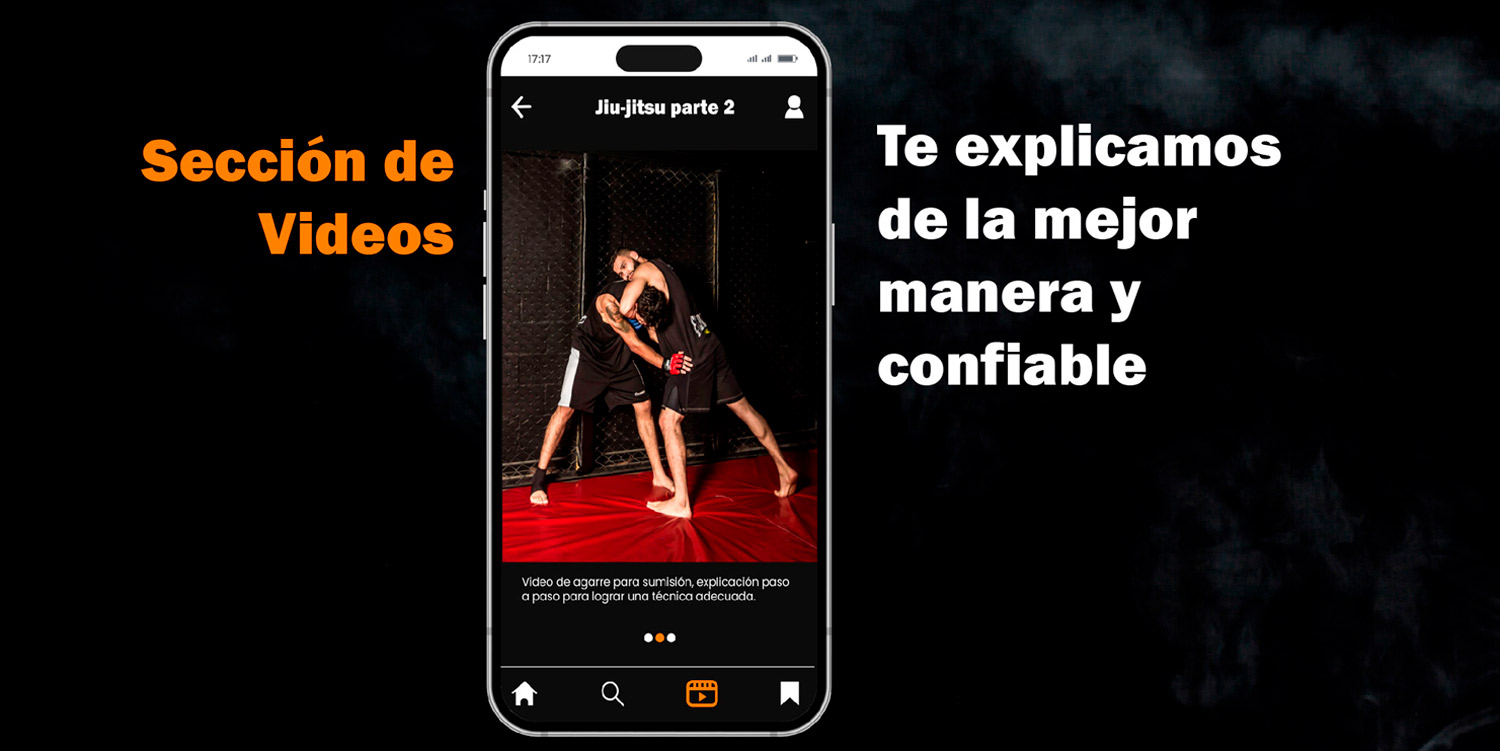 Sección de
Videos
17:17
Jiu-jitsu parte 2
Video de agarre para sumisión, explicación paso
a paso para lograr una técnica adecuada.
Te explicamos
de la mejor
manera y
confiable